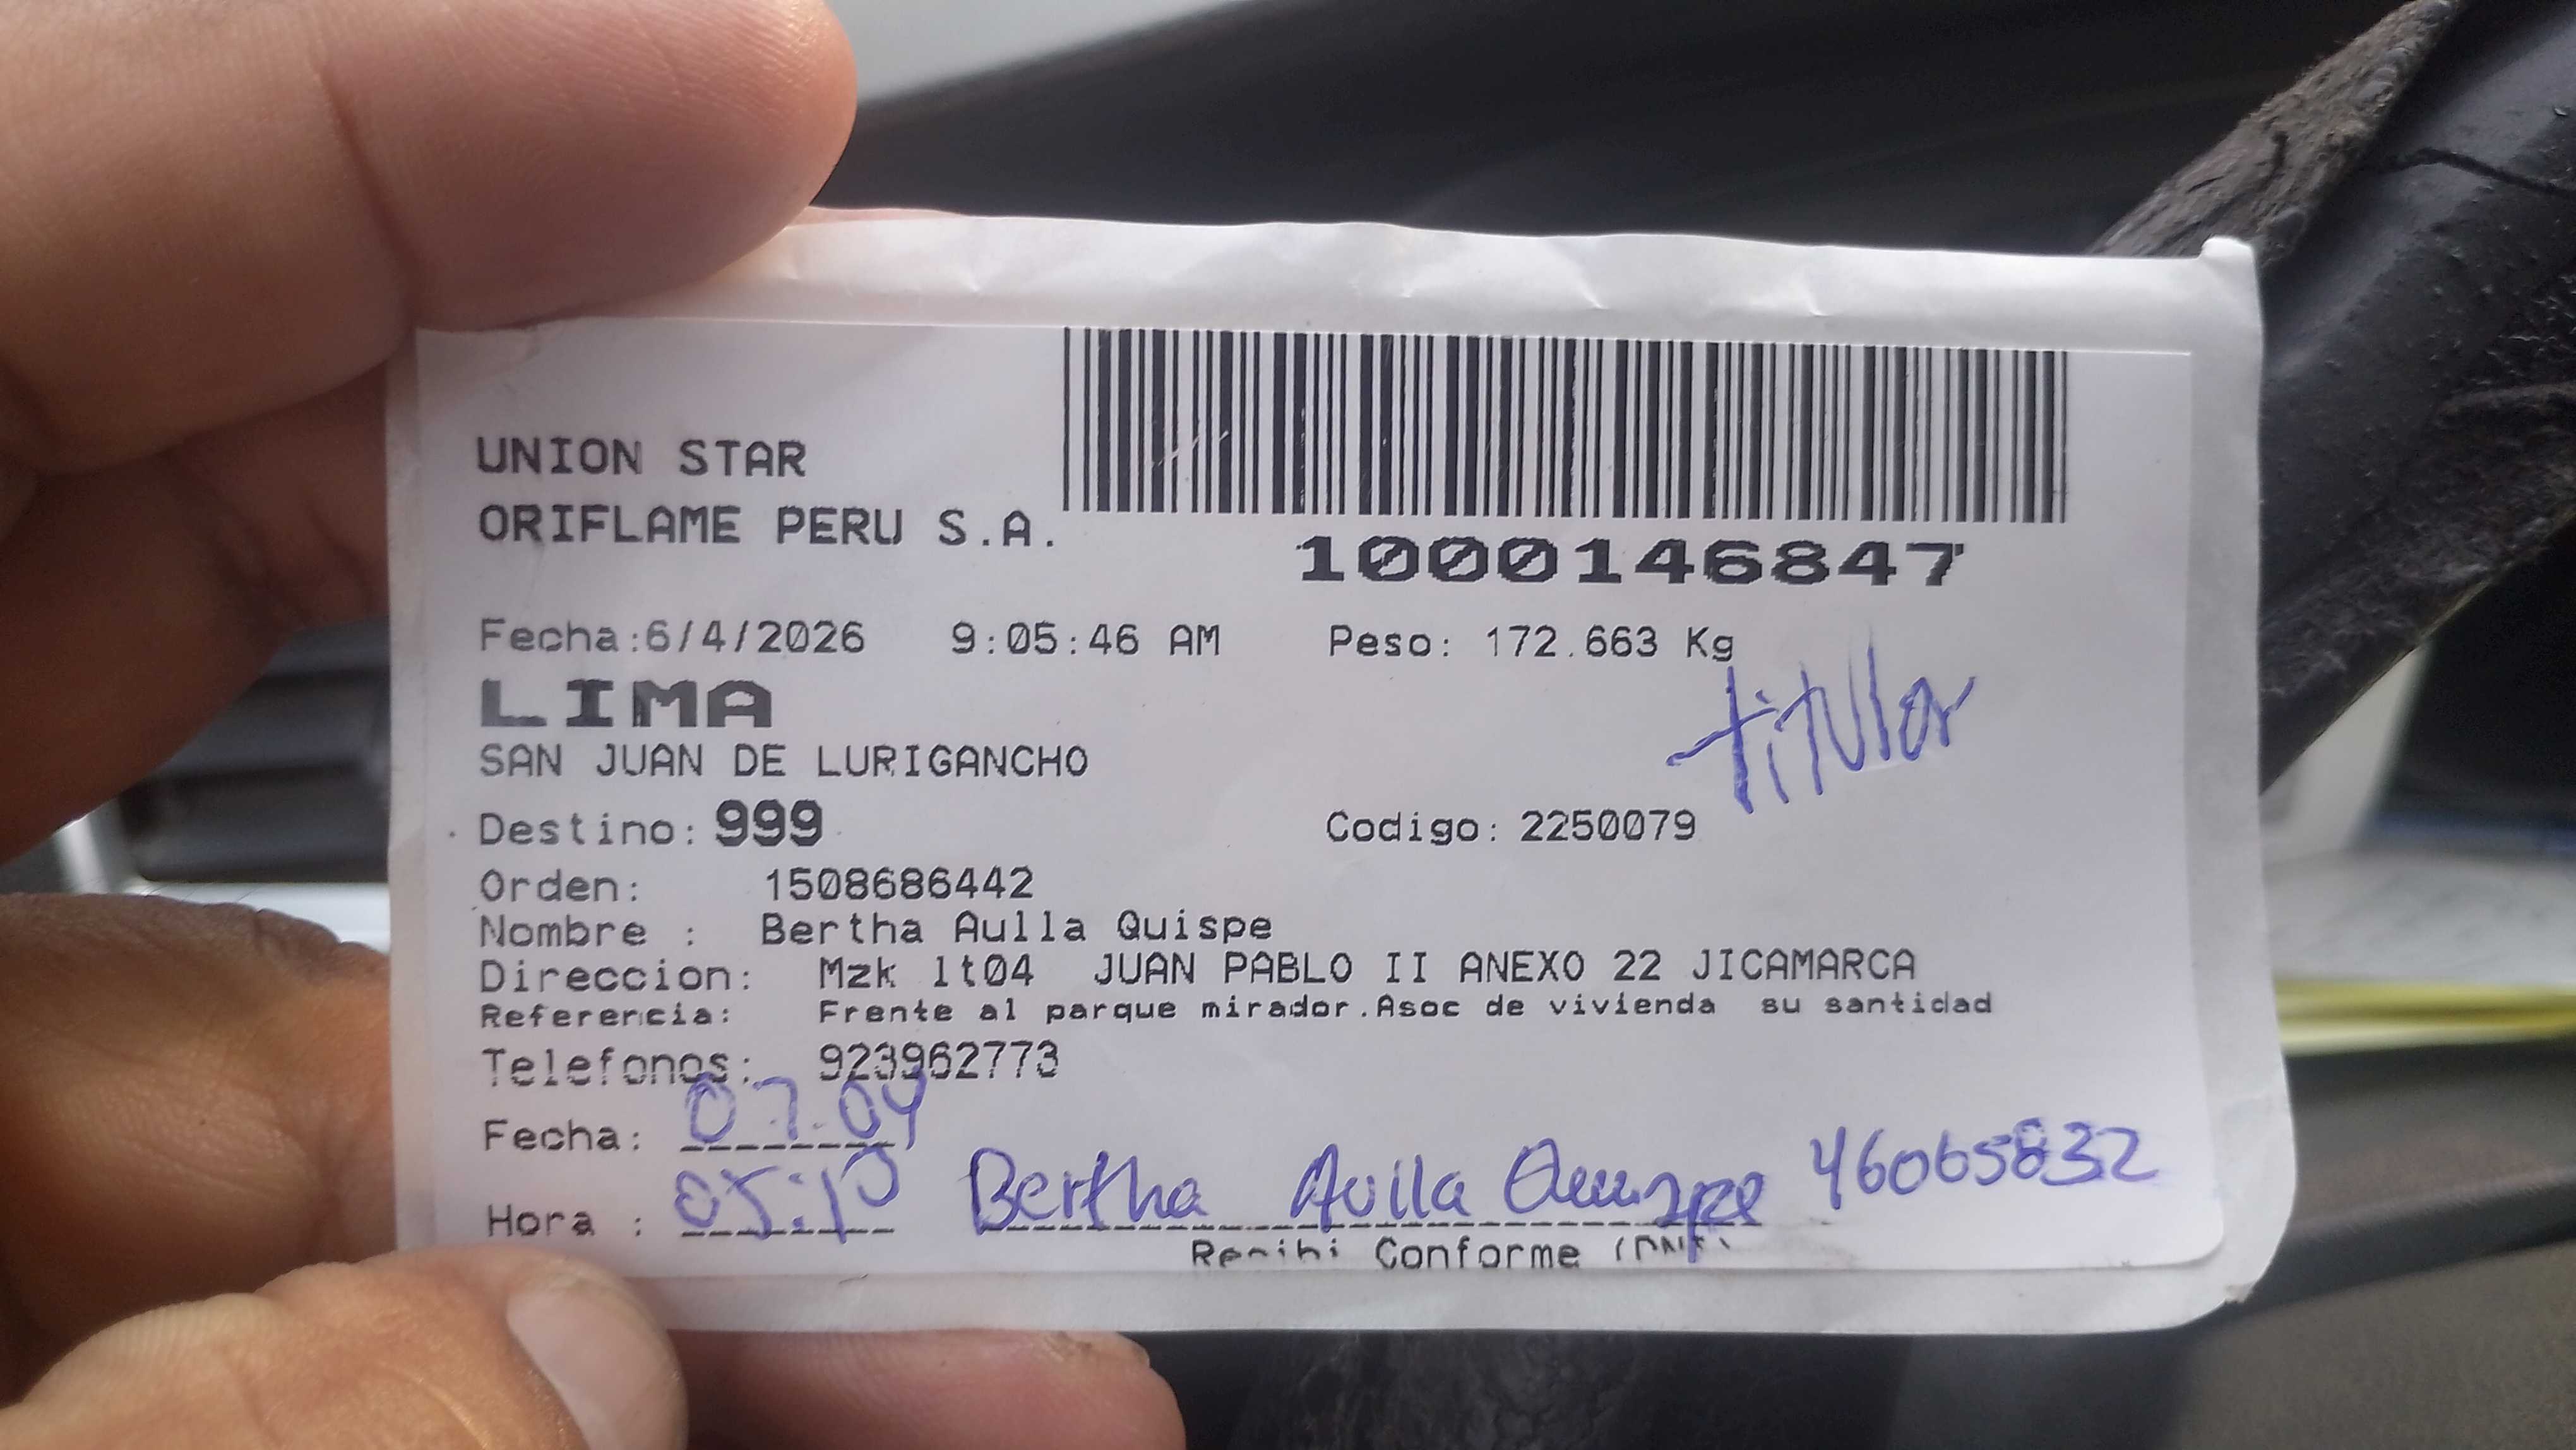 UNION STAR
ORIFLAME PERU S.A.
1000146847
Fecha:6/4/2026 9:05:46 AM Peso: 172.663 Kg
LIMA
titular
SAN JUAN DE LURIGANCHO
Destino: 999 Codigo: 2250079
Orden: 1508686442
Nombre : Bertha Aulla Quispe
Direccion: Mzk lt04 JUAN PABLO II ANEXO 22 JICAMARCA
Referencia: Frente al parque mirador.Asoc de vivienda su santidad
Telefonos: 923962773
Fecha: 07.04
Hora : 05:10 Bertha Aulla Quispe 46065832
Recibi Conforme (DNI)